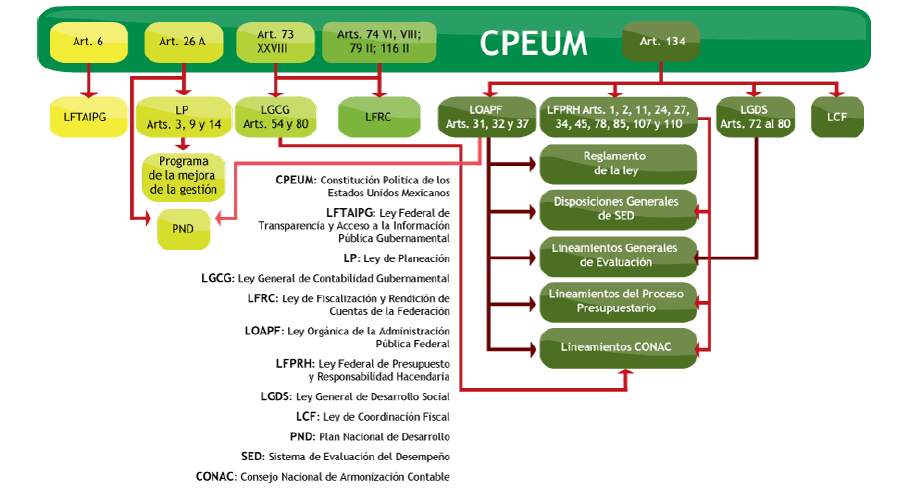 Art. 6
Art. 26 A
Art. 73
XXVIII
Arts. 74 VI, VIII;
79 II; 116 II
CPEUM
Art. 134
LFTAIPG
LP
Arts. 3, 9 y 14
LGCG
Arts. 54 y 80
LFRC
LOAPF
Arts. 31, 32 y 37
LFPRH Arts. 1, 2, 11, 24, 27,
34, 45, 78, 85, 107 y 110
LGDS
Arts. 72 al 80
LCF
Programa
de la mejora
de la gestión
PND
Reglamento
de la ley
Disposiciones Generales
de SED
Lineamientos Generales
de Evaluación
Lineamientos del Proceso
Presupuestario
Lineamientos CONAC
CPEUM: Constitución Política de los
Estados Unidos Mexicanos
LFTAIPG: Ley Federal de
Transparencia y Acceso a la Información
Pública Gubernamental
LP: Ley de Planeación
LGCG: Ley General de Contabilidad Gubernamental
LFRC: Ley de Fiscalización y Rendición de
Cuentas de la Federación
LOAPF: Ley Orgánica de la Administración
Pública Federal
LFPRH: Ley Federal de Presupuesto
y Responsabilidad Hacendaria
LGDS: Ley General de Desarrollo Social
LCF: Ley de Coordinación Fiscal
PND: Plan Nacional de Desarrollo
SED: Sistema de Evaluación del Desempeño
CONAC: Consejo Nacional de Armonización Contable